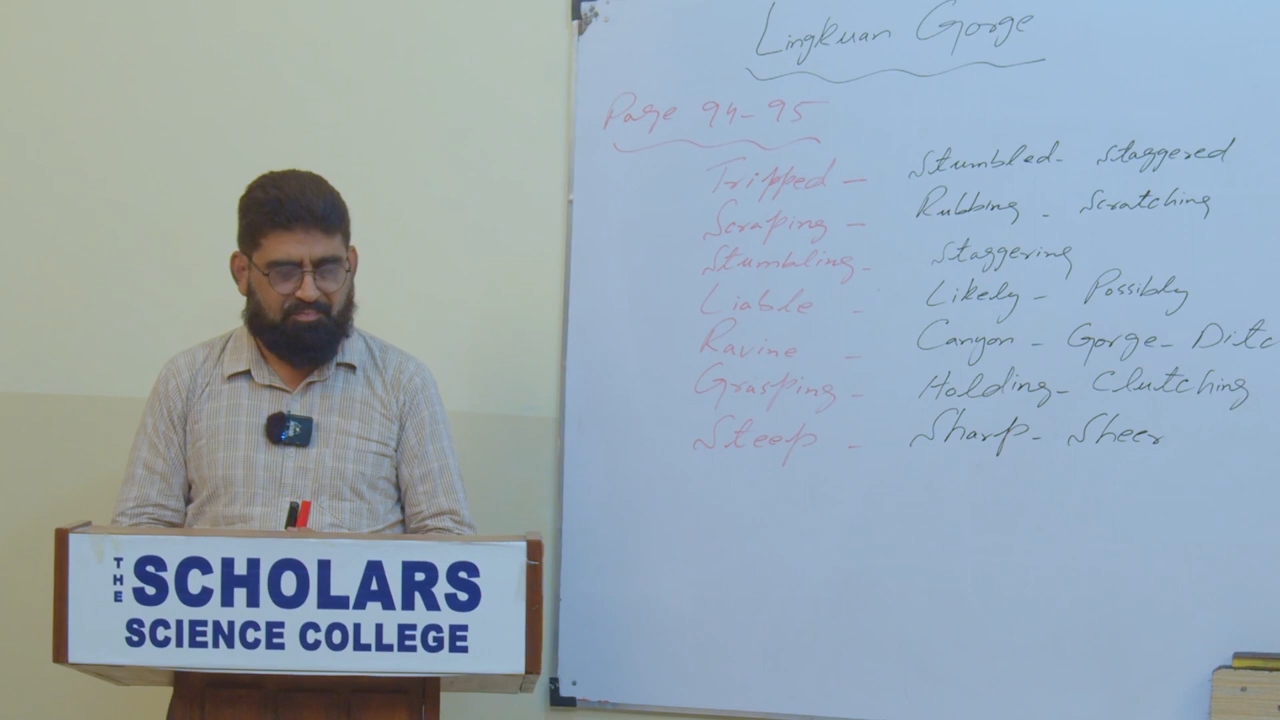 Lingkuan Gorge
Page 94-95
Tripped - Stumbled - Staggered
Scraping - Rubbing - Scratching
Stumbling - Staggering
Liable - Likely - Possibly
Ravine - Canyon - Gorge - Ditc
Grasping - Holding - Clutching
Steep - Sharp - Sheer
THE SCHOLARS
SCIENCE COLLEGE